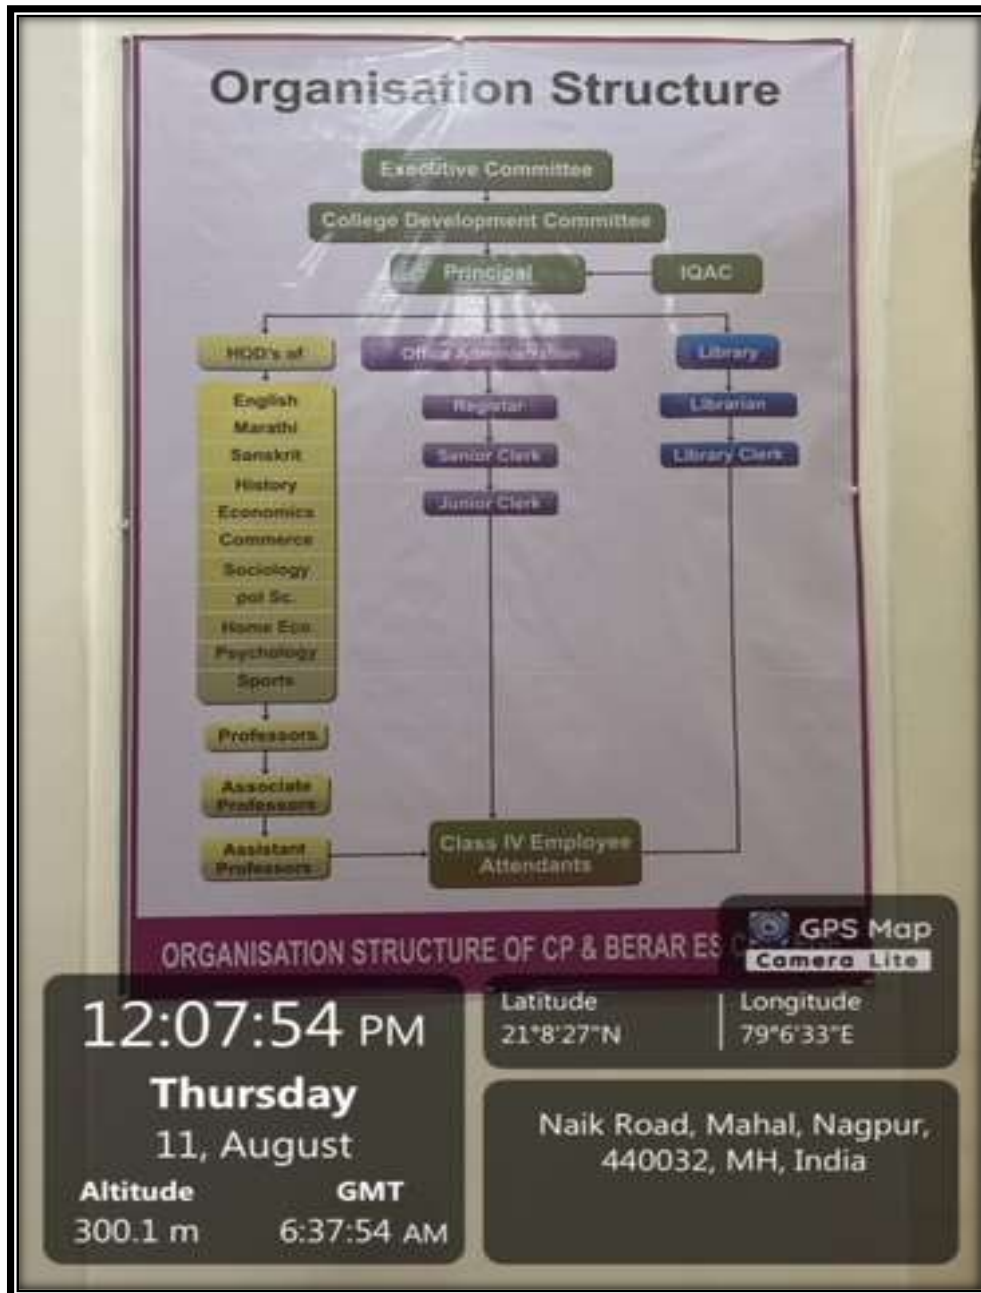 Organisation Structure
Executive Committee
College Development Committee
Principal
IQAC
HOD's of
Office Administration
Library
English
Marathi
Sanskrit
History
Economics
Commerce
Sociology
pol Sc.
Home Eco.
Psychology
Sports
Registar
Senior Clerk
Junior Clerk
Librarian
Library Clerk
Professors
Associate
Professors
Assistant
Professors
Class IV Employee
Attendants
ORGANISATION STRUCTURE OF CP & BERAR ES
GPS Map
Camera Lite
12:07:54 PM
Thursday
11, August
Altitude
300.1 m
GMT
6:37:54 AM
Latitude
21°8'27"N
Longitude
79°6'33"E
Naik Road, Mahal, Nagpur,
440032, MH, India